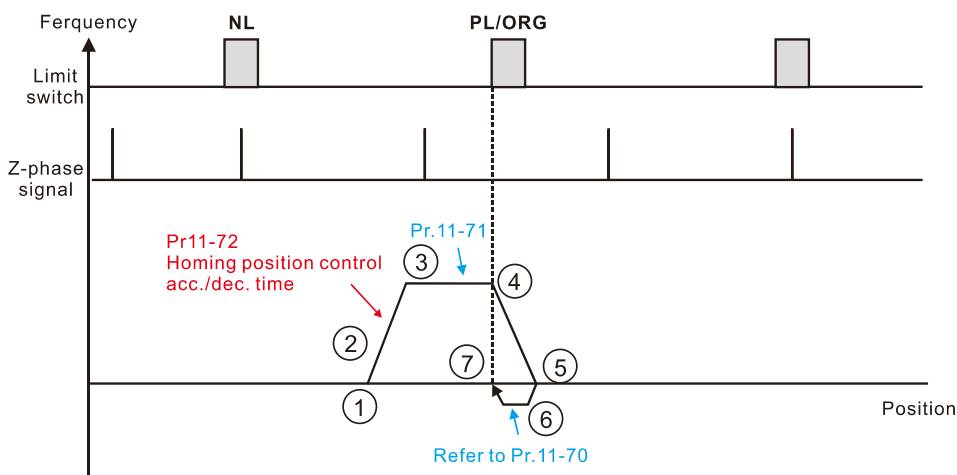 Ferquency
NL
PL/ORG
Limit
switch
Z-phase
signal
Pr.11-71
Pr11-72
Homing position control
acc./dec. time
3
4
2
7
5
1
6
Position
Refer to Pr.11-70